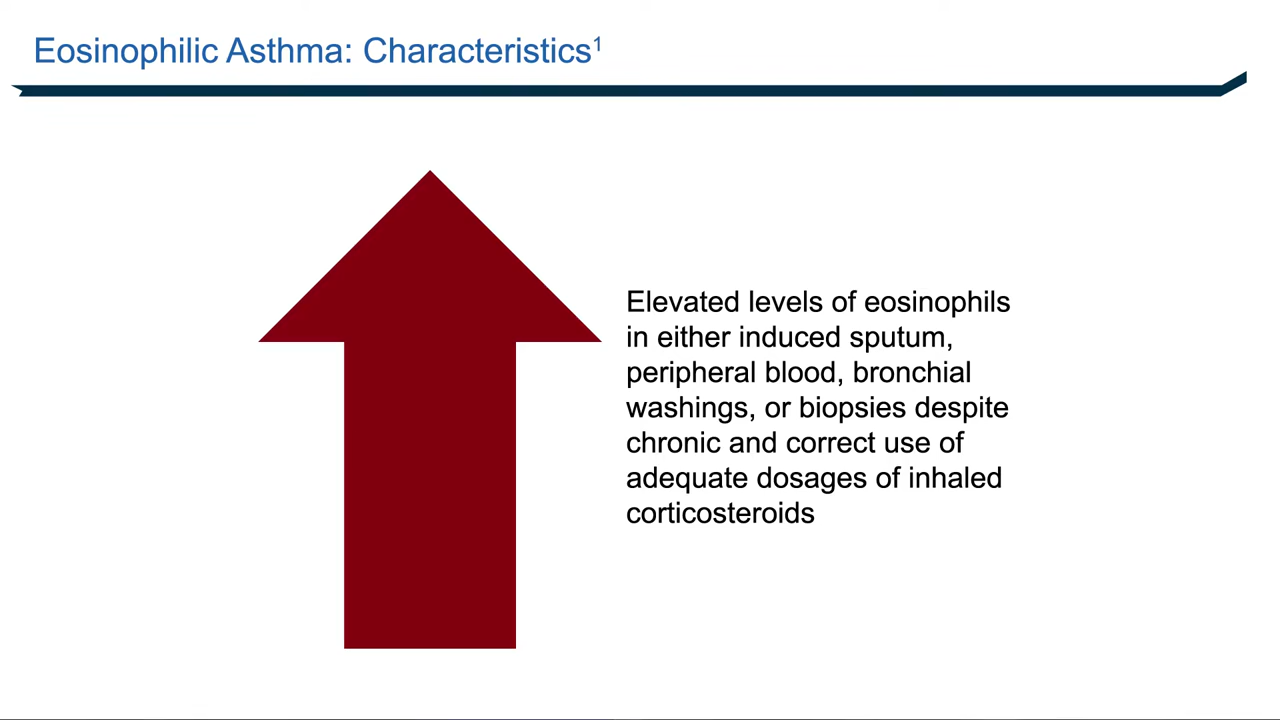 Eosinophilic Asthma: Characteristics¹
Elevated levels of eosinophils
in either induced sputum,
peripheral blood, bronchial
washings, or biopsies despite
chronic and correct use of
adequate dosages of inhaled
corticosteroids